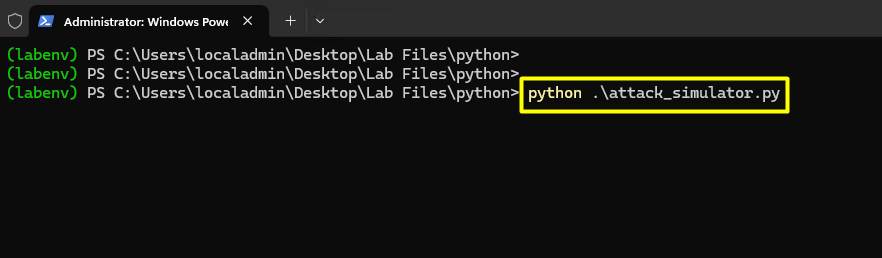 Administrator: Windows Powe
(labenv) PS C:\Users\localadmin\Desktop\Lab Files\python>
(labenv) PS C:\Users\localadmin\Desktop\Lab Files\python>
(labenv) PS C:\Users\localadmin\Desktop\Lab Files\python> python .\attack_simulator.py